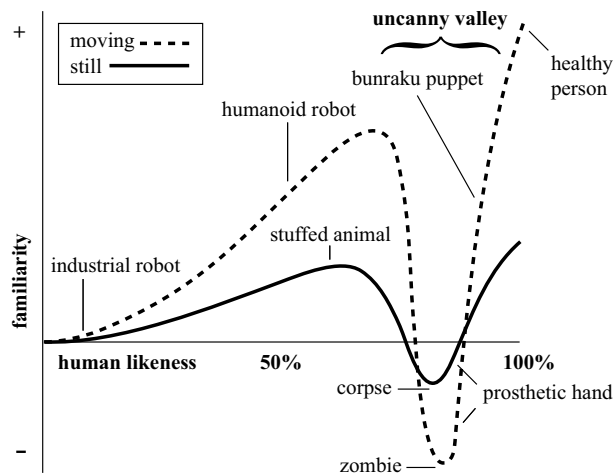 +
uncanny valley
moving
still
bunraku puppet
healthy
person
humanoid robot
stuffed animal
industrial robot
familiarity
human likeness
50%
100%
corpse
prosthetic hand
-
zombie